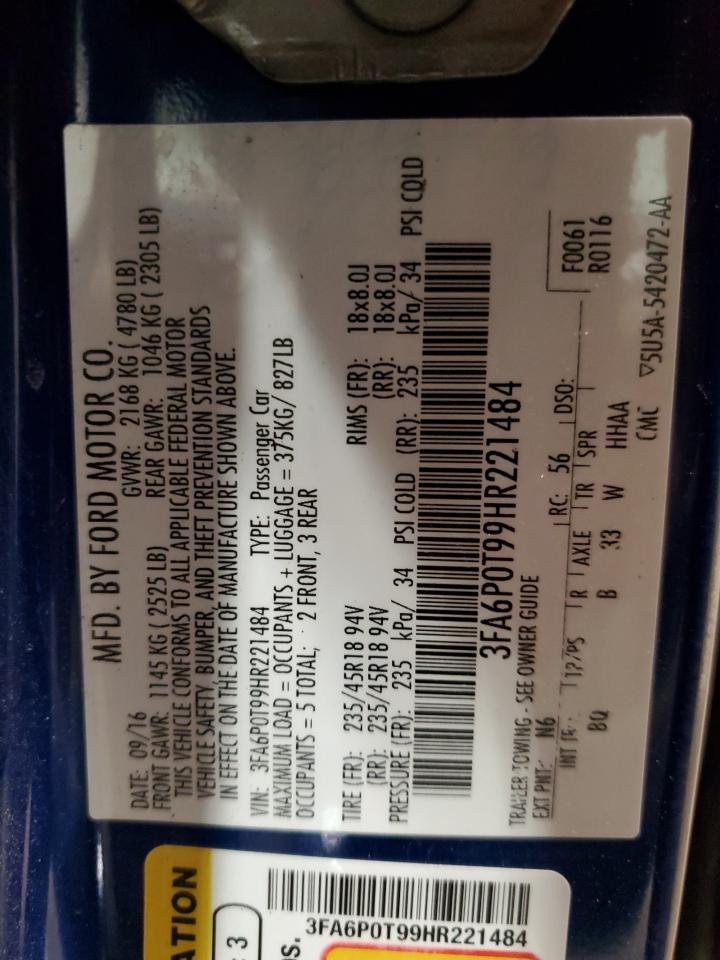 MFD. BY FORD MOTOR CO.
DATE: 09/16 GVWR: 2168 KG ( 4780 LB)
FRONT GAWR: 1145 KG ( 2525 LB) REAR GAWR: 1046 KG ( 2305 LB)
THIS VEHICLE CONFORMS TO ALL APPLICABLE FEDERAL MOTOR
VEHICLE SAFETY, BUMPER, AND THEFT PREVENTION STANDARDS
IN EFFECT ON THE DATE OF MANUFACTURE SHOWN ABOVE.
VIN: 3FA6P0T99HR221484 TYPE: Passenger Car
MAXIMUM LOAD = OCCUPANTS + LUGGAGE = 375KG/ 827LB
OCCUPANTS = 5 TOTAL; 2 FRONT, 3 REAR
TIRE (FR): 235/45R18 94V RIMS (FR): 18x8.0J
(RR): 235/45R18 94V (RR): 18x8.0J
PRESSURE (FR): 235 kPa/ 34 PSI COLD (RR): 235 kPa/ 34 PSI COLD
3FA6P0T99HR221484
TRAILER TOWING - SEE OWNER GUIDE
EXT PNT: N6 RC: 56 DSO: F0061
R0116
INT TP/PS R AXLE TR SPR
BQ B 33 W HHAA
CMC ▽5U5A-5420472-AA
ATION
3
3FA6P0T99HR221484